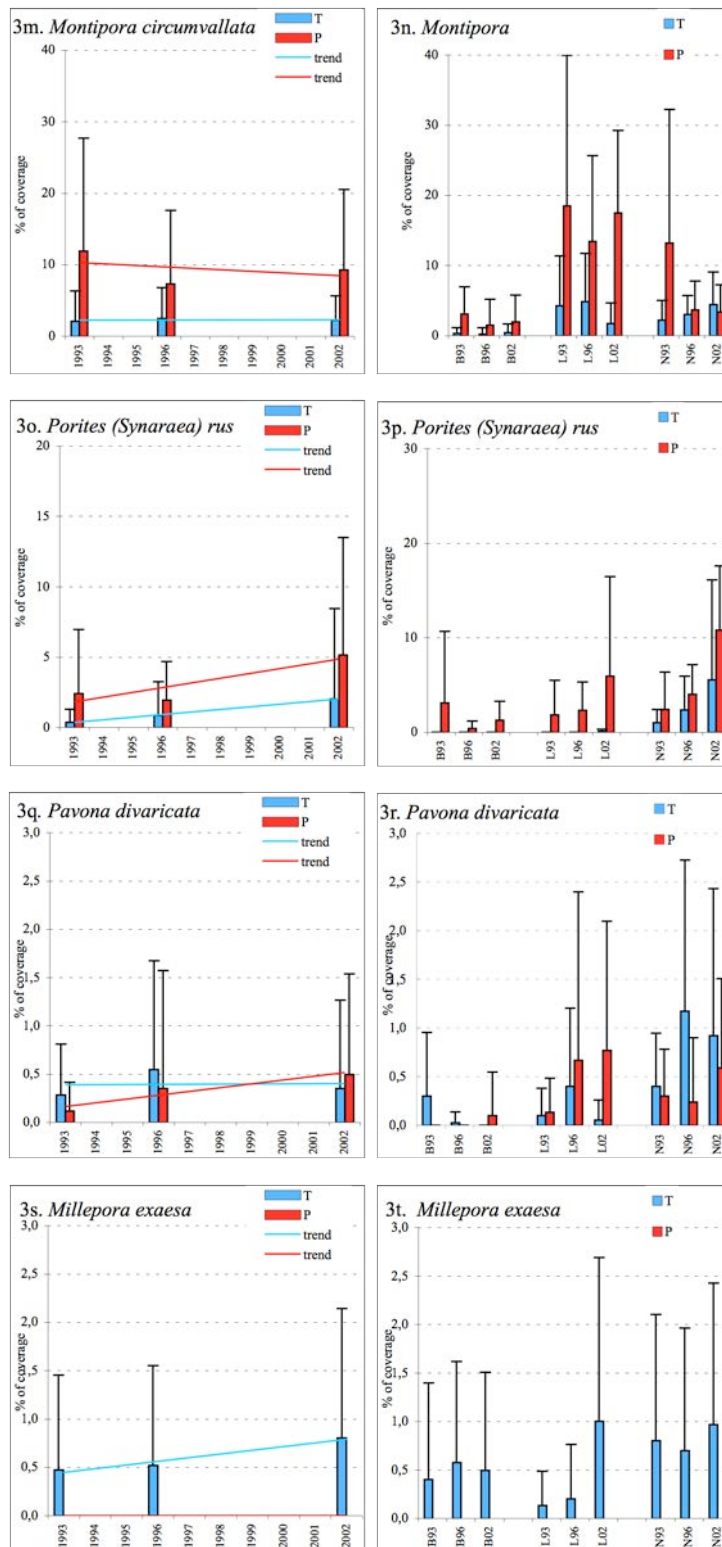 3m. Montipora circumvallata
T
P
trend
trend
% of coverage
40
30
20
10
0
1993 1994 1995 1996 1997 1998 1999 2000 2001 2002
3n. Montipora
T
P
% of coverage
40
30
20
10
0
B93 B96 B02 L93 L96 L02 N93 N96 N02
3o. Porites (Synaraea) rus
T
P
trend
trend
% of coverage
20
15
10
5
0
1993 1994 1995 1996 1997 1998 1999 2000 2001 2002
3p. Porites (Synaraea) rus
T
P
% of coverage
30
20
10
0
B93 B96 B02 L93 L96 L02 N93 N96 N02
3q. Pavona divaricata
T
P
trend
trend
% of coverage
3,0
2,5
2,0
1,5
1,0
0,5
0,0
1993 1994 1995 1996 1997 1998 1999 2000 2001 2002
3r. Pavona divaricata
T
P
% of coverage
3,0
2,5
2,0
1,5
1,0
0,5
0,0
B93 B96 B02 L93 L96 L02 N93 N96 N02
3s. Millepora exaesa
T
P
trend
trend
% of coverage
3,0
2,5
2,0
1,5
1,0
0,5
0,0
1993 1994 1995 1996 1997 1998 1999 2000 2001 2002
3t. Millepora exaesa
T
P
% of coverage
3,0
2,5
2,0
1,5
1,0
0,5
0,0
B93 B96 B02 L93 L96 L02 N93 N96 N02